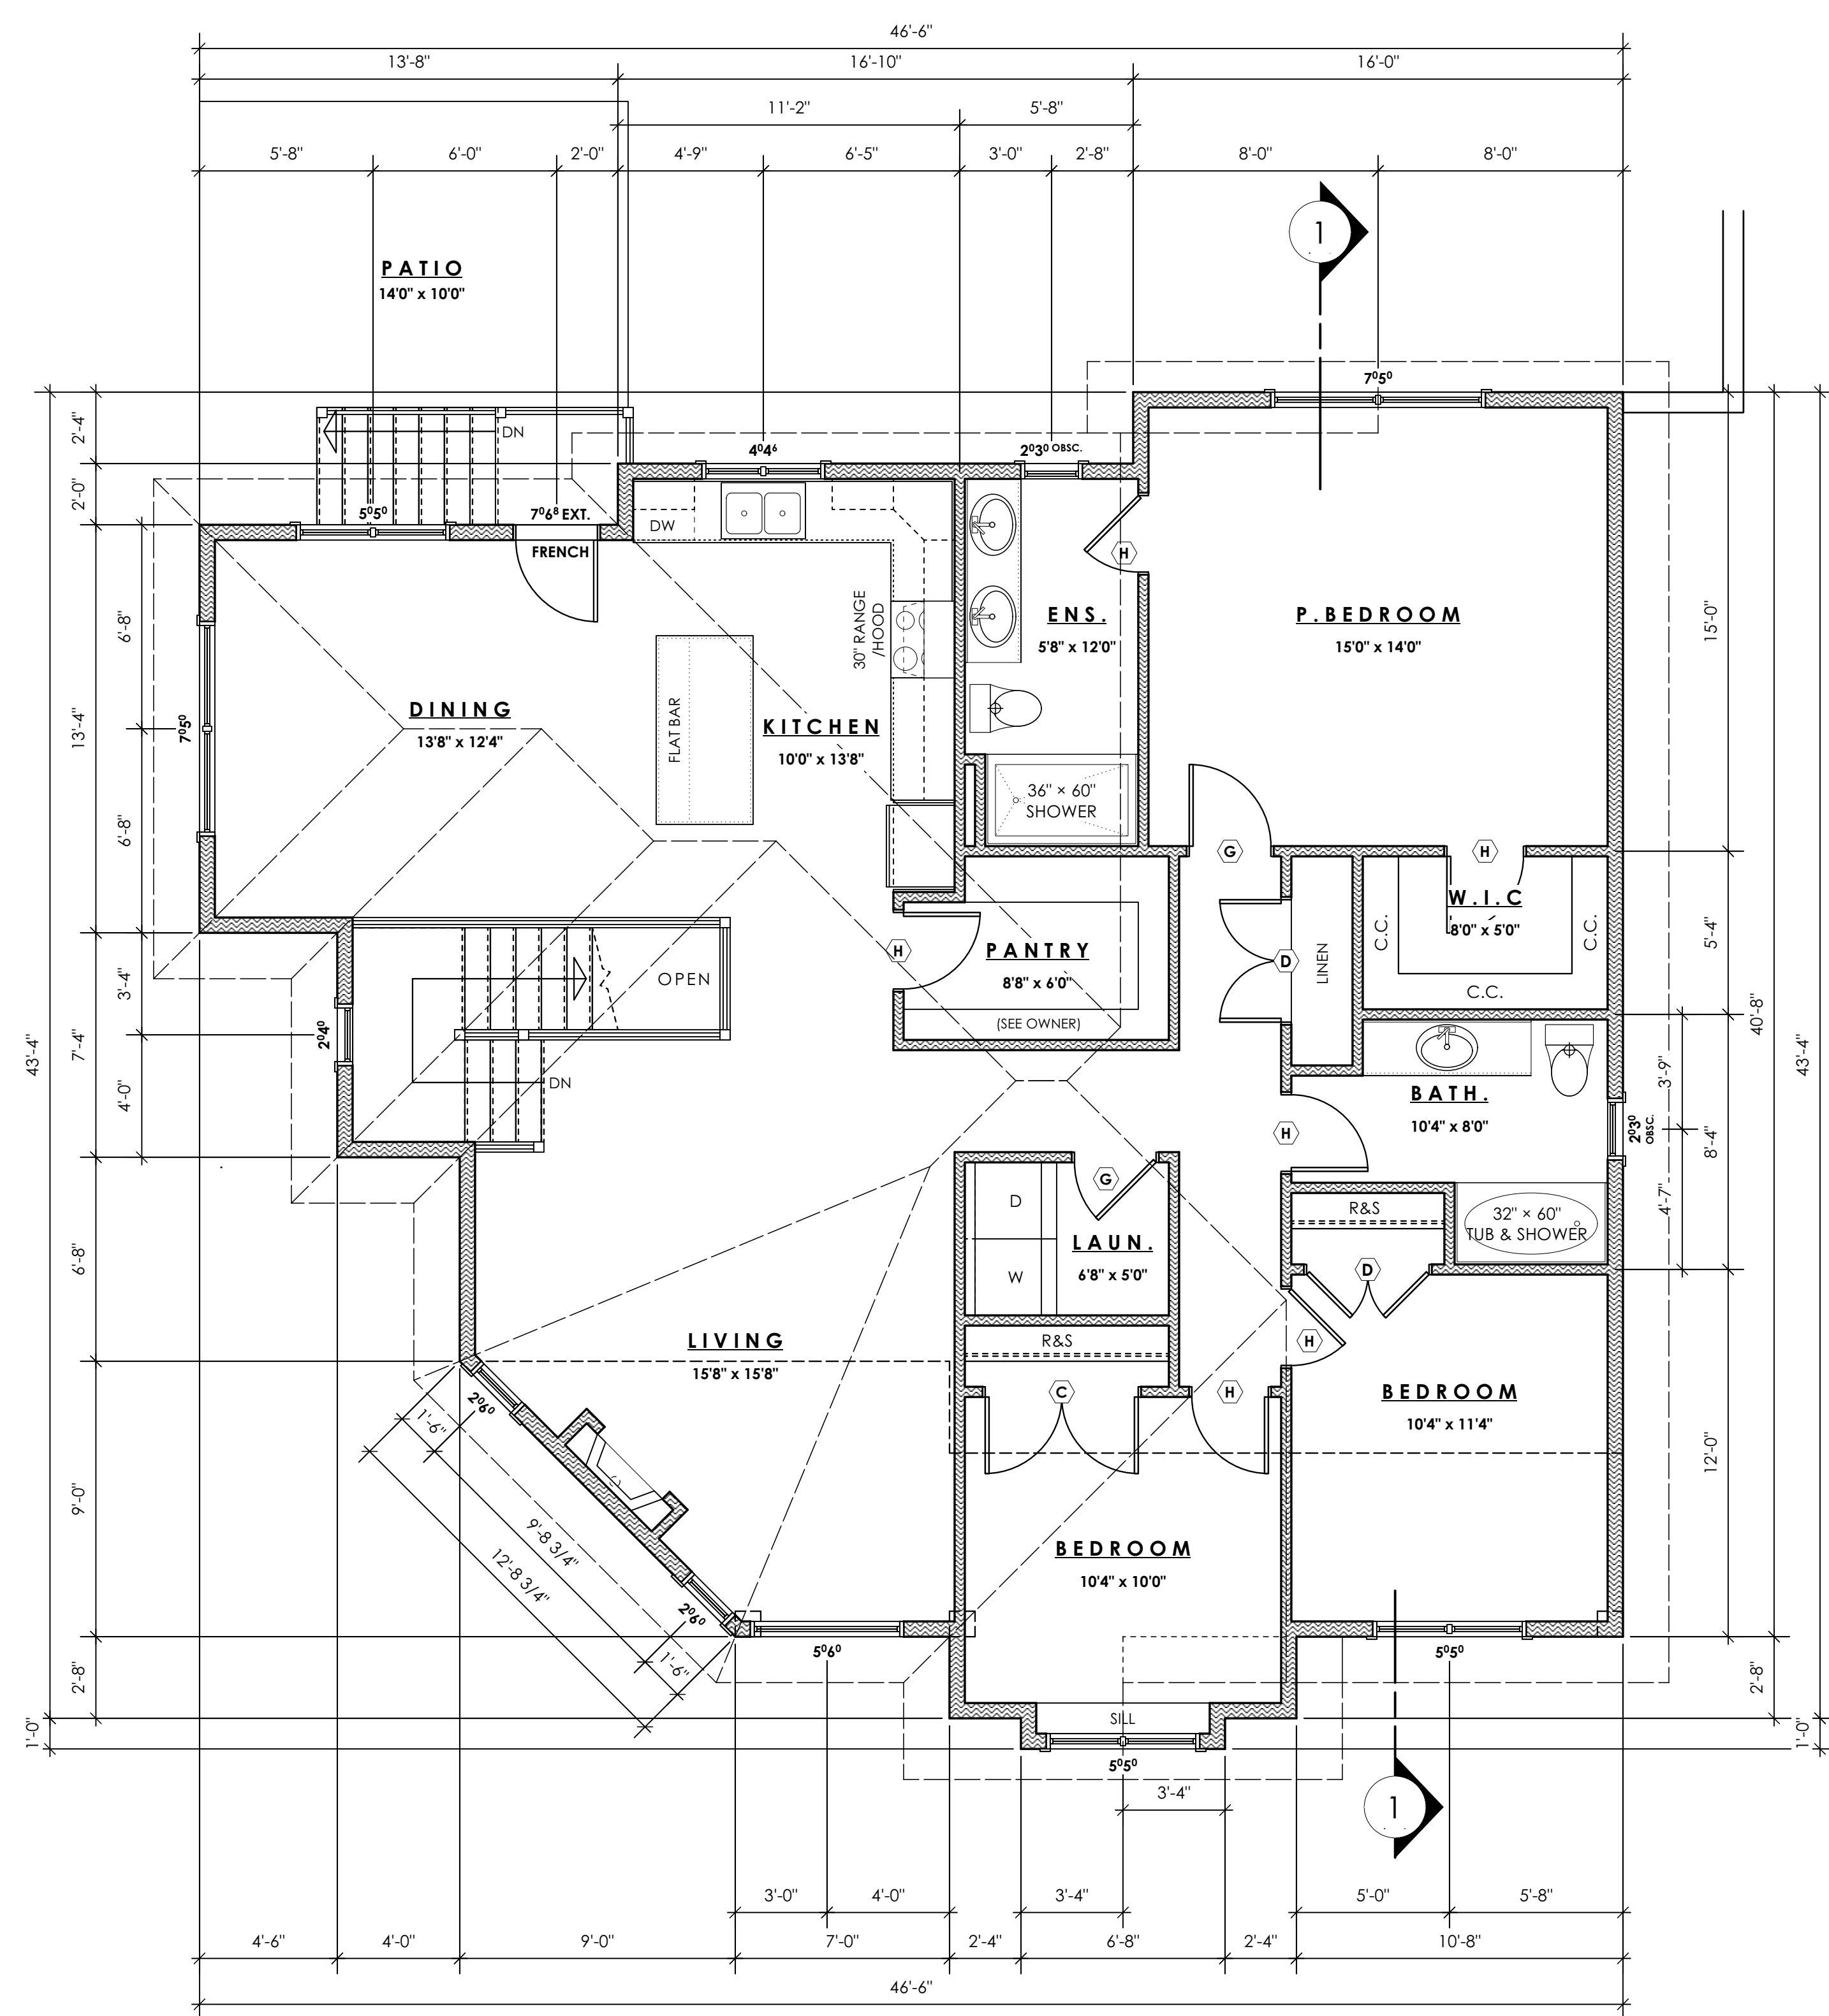 46'-6"
13'-8" 16'-10" 16'-0"
11'-2" 5'-8"
5'-8" 6'-0" 2'-0" 4'-9" 6'-5" 3'-0" 2'-8" 8'-0" 8'-0"
1
PATIO
14'0" x 10'0"
7⁰5⁰
2'-4"
DN
4⁰4⁶
2⁰3⁰ OBSC.
2'-0"
5⁰5⁰
7⁰6⁸ EXT.
FRENCH
DW
H
30" RANGE
/HOOD
ENS.
5'8" x 12'0"
P.BEDROOM
15'0" x 14'0"
6'-8"
15'-0"
13'-4"
7⁰5⁰
DINING
13'8" x 12'4"
FLAT BAR
KITCHEN
10'0" x 13'8"
36" × 60"
SHOWER
6'-8"
G
H
W.I.C
8'0" x 5'0"
C.C.
C.C.
C.C.
5'-4"
H
PANTRY
8'8" x 6'0"
(SEE OWNER)
D
LINEN
3'-4"
OPEN
40'-8"
43'-4"
7'-4"
2⁰4⁰
43'-4"
4'-0"
DN
3'-9"
BATH.
10'4" x 8'0"
H
2⁰3⁰
OBSC.
8'-4"
4'-7"
G
D
R&S
32" × 60"
TUB & SHOWER
6'-8"
LAUN.
6'8" x 5'0"
W
D
LIVING
15'8" x 15'8"
R&S
H
C
H
BEDROOM
10'4" x 11'4"
2⁰6⁰
1'-6"
12'-0"
9'-0"
9'-8 3/4"
12'-8 3/4"
BEDROOM
10'4" x 10'0"
2⁰6⁰
1'-6"
5⁰6⁰
5⁰5⁰
2'-8"
2'-8"
SILL
1'-0"
1'-0"
5⁰5⁰
3'-4"
1
3'-0" 4'-0" 3'-4" 5'-0" 5'-8"
4'-6" 4'-0" 9'-0" 7'-0" 2'-4" 6'-8" 2'-4" 10'-8"
46'-6"